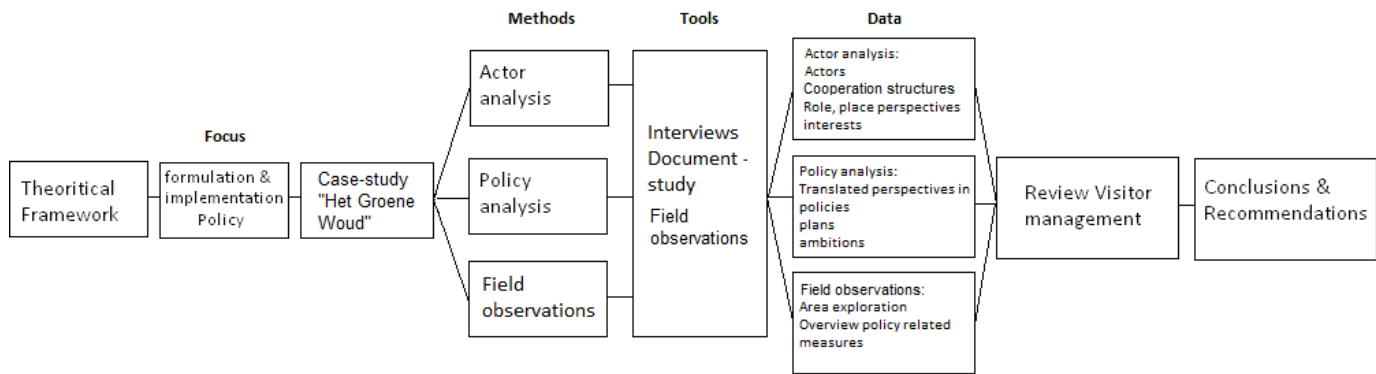 Methods
Tools
Data
Focus
Theoritical
Framework
formulation &
implementation
Policy
Case-study
"Het Groene
Woud"
Actor
analysis
Policy
analysis
Field
observations
Interviews
Document -
study
Field
observations
Actor analysis:
Actors
Cooperation structures
Role, place perspectives
interests
Policy analysis:
Translated perspectives in
policies
plans
ambitions
Field observations:
Area exploration
Overview policy related
measures
Review Visitor
management
Conclusions &
Recommendations